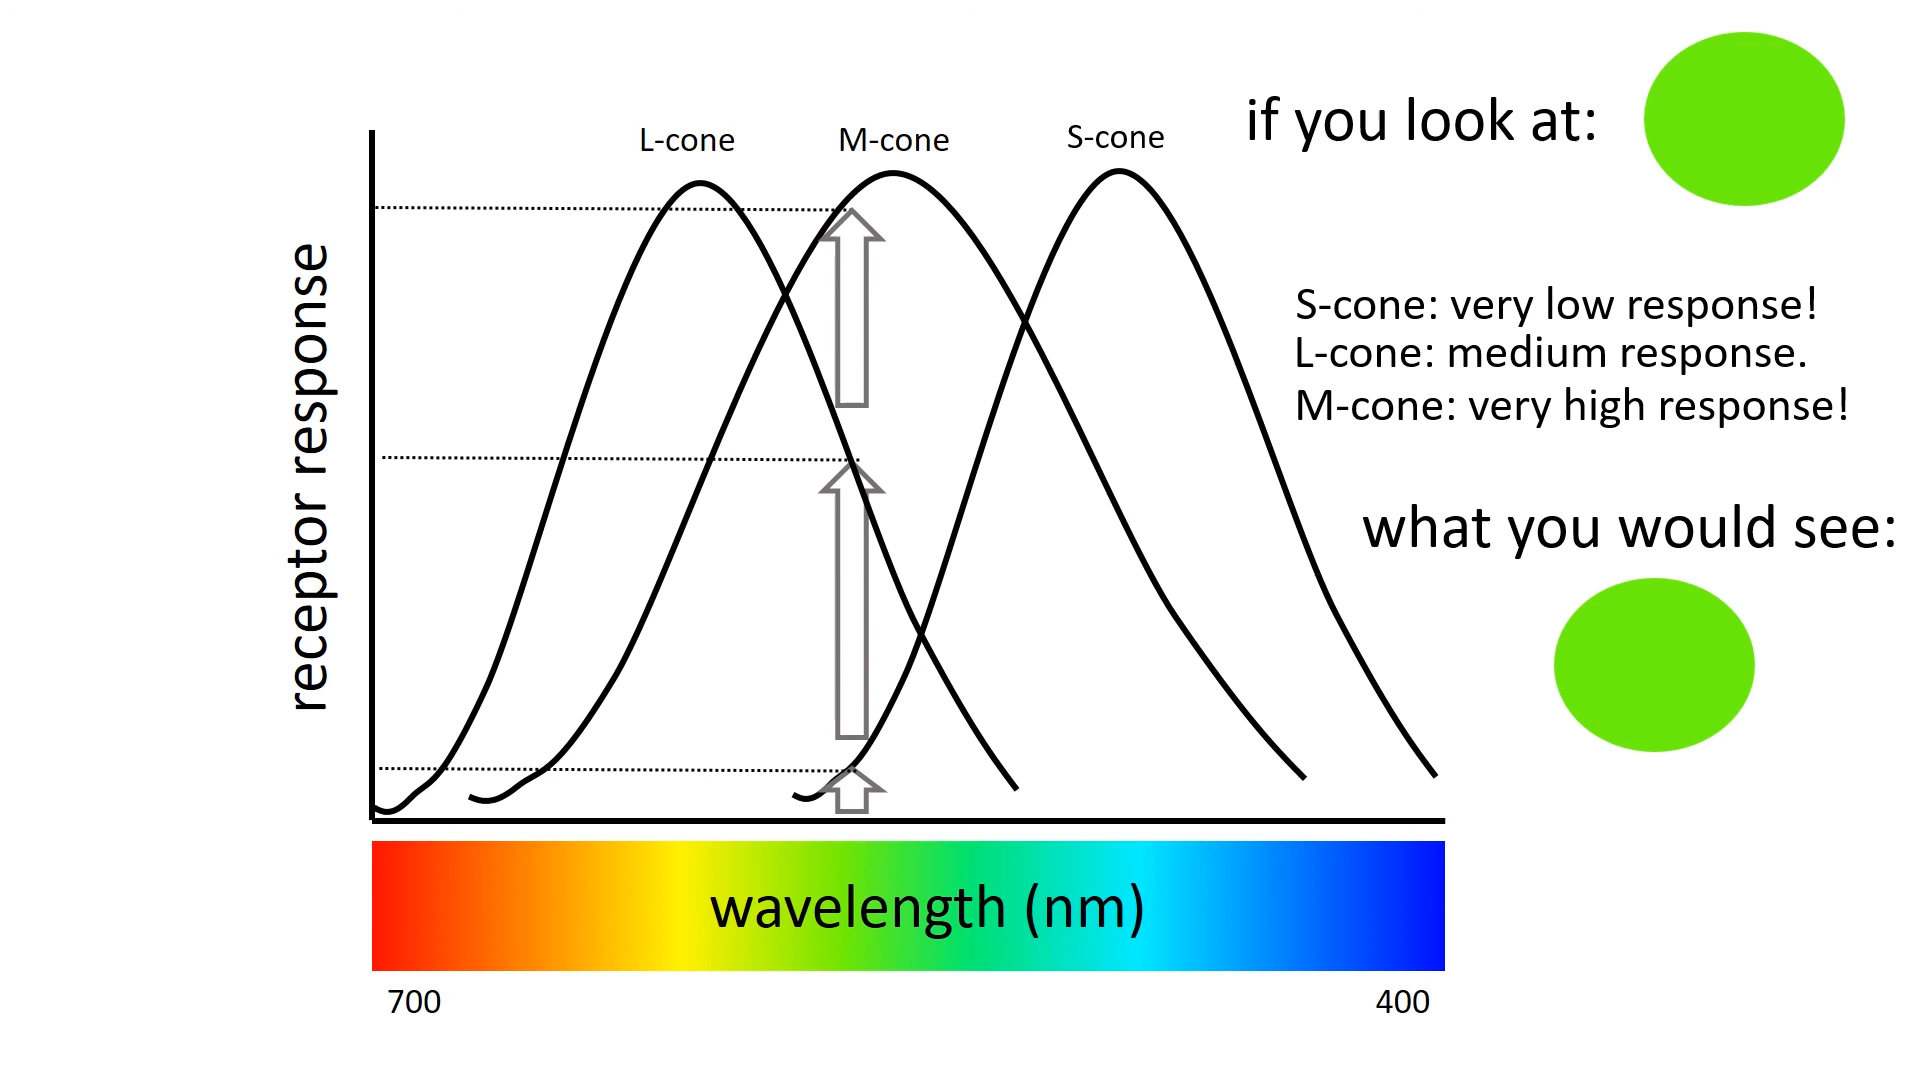 L-cone
M-cone
S-cone
if you look at:
receptor response
S-cone: very low response!
L-cone: medium response.
M-cone: very high response!
what you would see:
wavelength (nm)
700
400